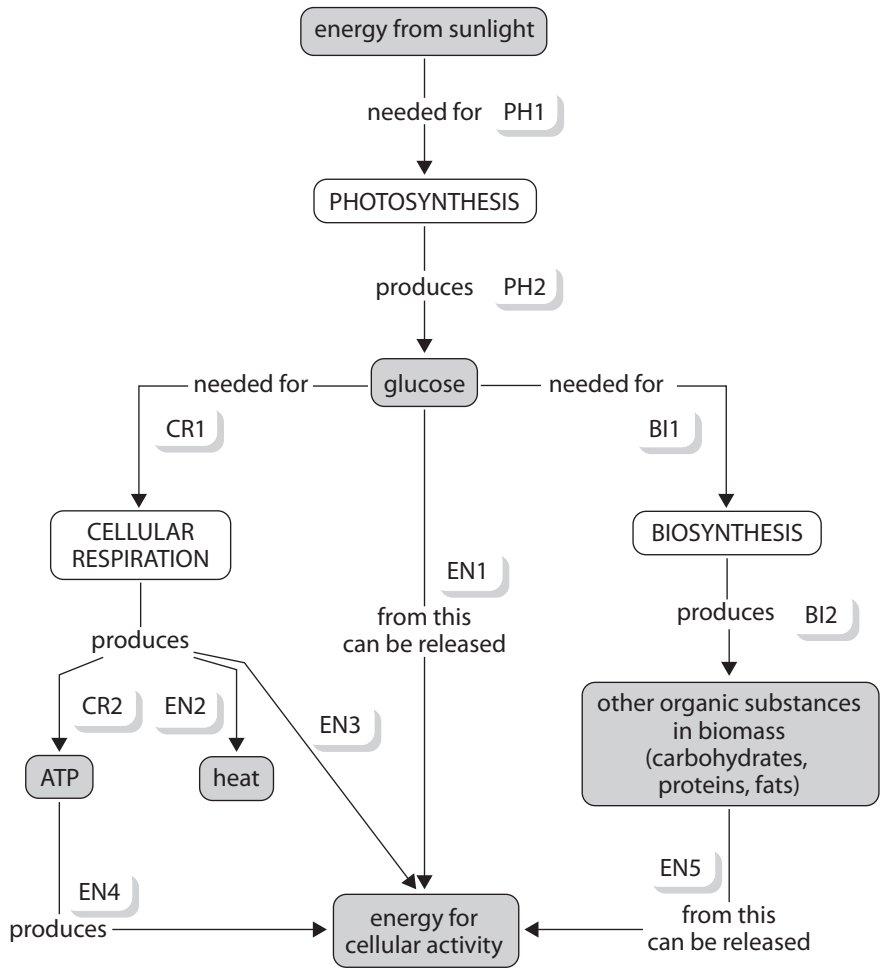 energy from sunlight
needed for
PH1
PHOTOSYNTHESIS
produces
PH2
needed for
glucose
needed for
CR1
BI1
CELLULAR
RESPIRATION
BIOSYNTHESIS
EN1
from this
can be released
produces
produces
BI2
CR2
EN2
EN3
other organic substances
in biomass
(carbohydrates,
proteins, fats)
ATP
heat
EN4
EN5
produces
energy for
cellular activity
from this
can be released